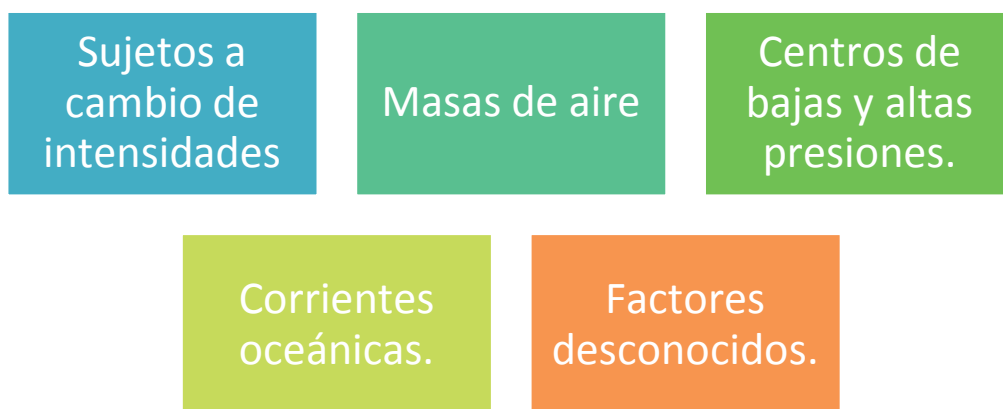 Sujetos a
cambio de
intensidades
Masas de aire
Centros de
bajas y altas
presiones.
Corrientes
oceánicas.
Factores
desconocidos.